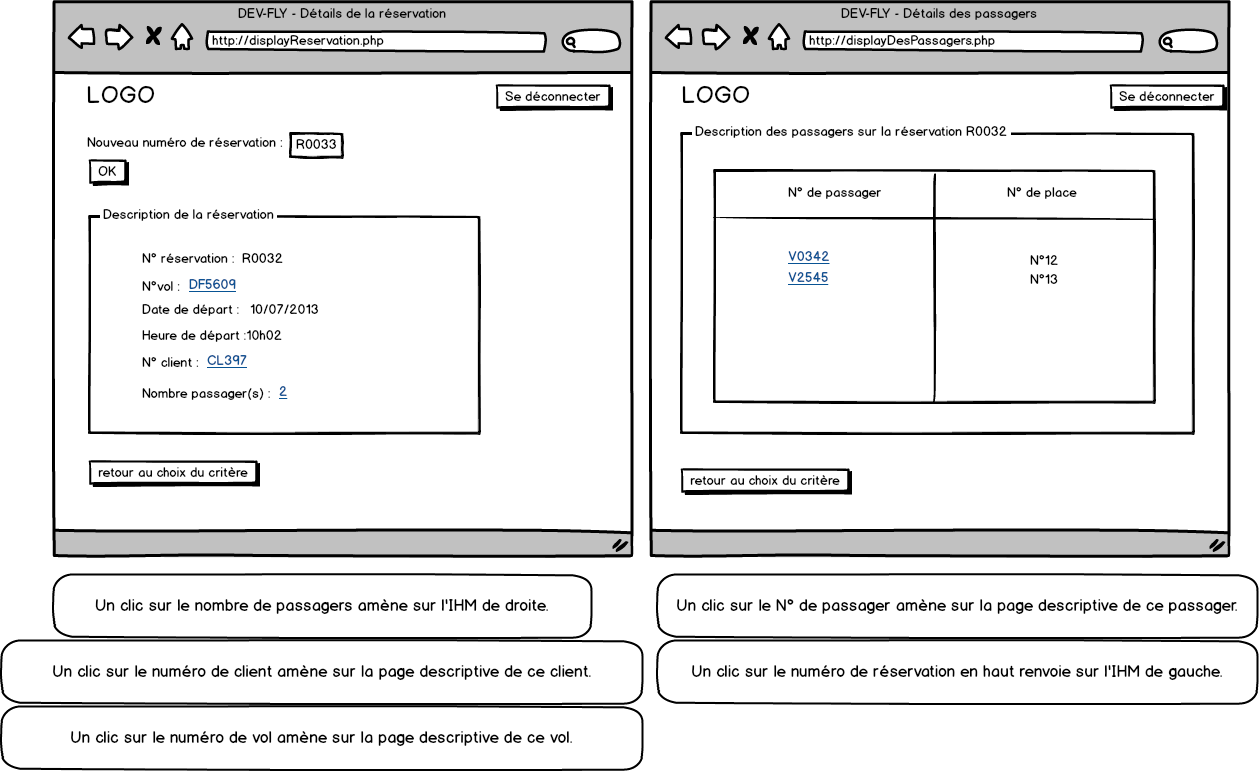 DEV-FLY - Détails de la réservation
http://displayReservation.php
LOGO
Se déconnecter
Nouveau numéro de réservation : R0033
OK
Description de la réservation
N° réservation : R0032
N°vol : DF5609
Date de départ : 10/07/2013
Heure de départ :10h02
N° client : CL397
Nombre passager(s) : 2
retour au choix du critère
DEV-FLY - Détails des passagers
http://displayDesPassagers.php
LOGO
Se déconnecter
Description des passagers sur la réservation R0032
N° de passager N° de place
V0342 N°12
V2545 N°13
retour au choix du critère
Un clic sur le nombre de passagers amène sur l'IHM de droite.
Un clic sur le numéro de client amène sur la page descriptive de ce client.
Un clic sur le numéro de vol amène sur la page descriptive de ce vol.
Un clic sur le N° de passager amène sur la page descriptive de ce passager.
Un clic sur le numéro de réservation en haut renvoie sur l'IHM de gauche.